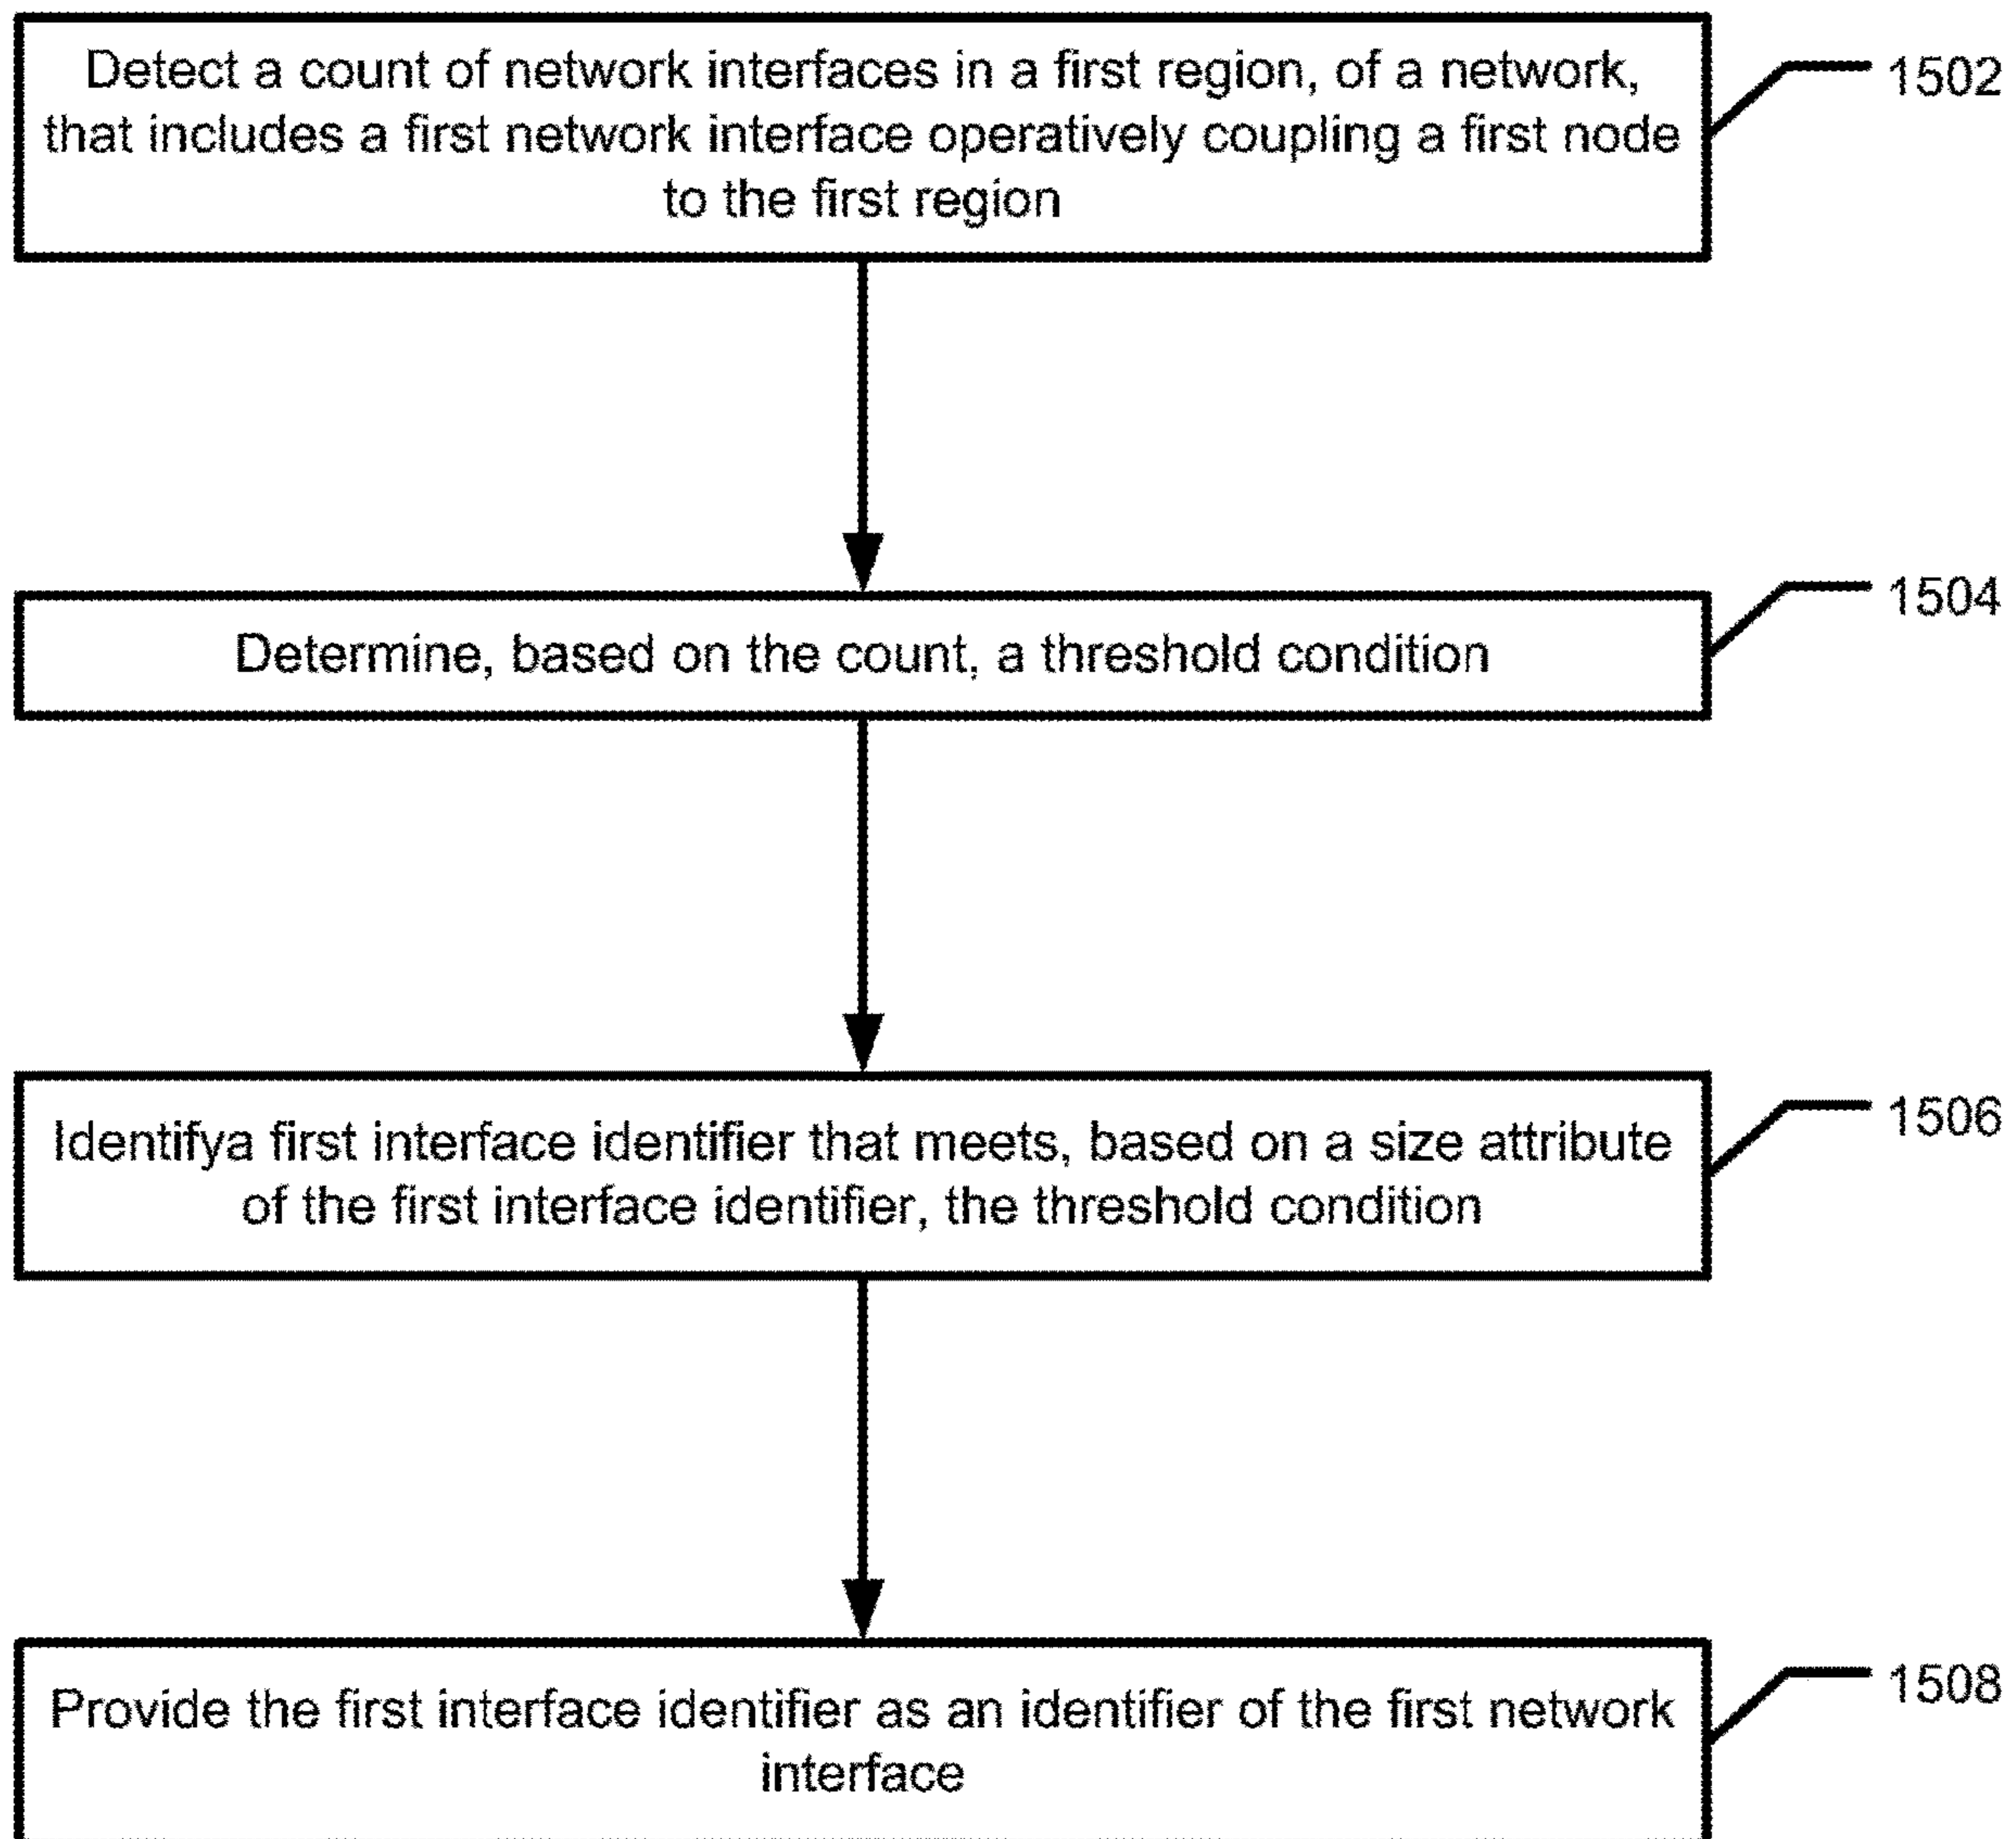 Detect a count of network interfaces in a first region, of a network,
that includes a first network interface operatively coupling a first node
to the first region
1502
Determine, based on the count, a threshold condition
1504
Identifya first interface identifier that meets, based on a size attribute
of the first interface identifier, the threshold condition
1506
Provide the first interface identifier as an identifier of the first network
interface
1508